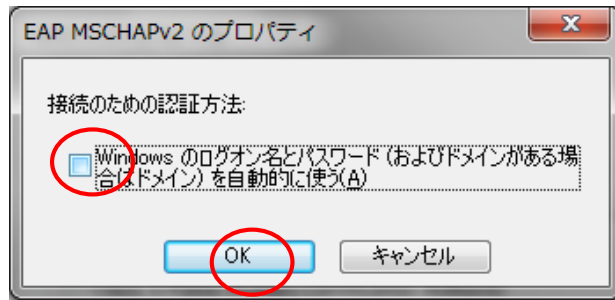 EAP MSCHAPv2 のプロパティ
接続のための認証方法:
Windows のログオン名とパスワード (およびドメインがある場
合はドメイン) を自動的に使う(A)
OK
キャンセル